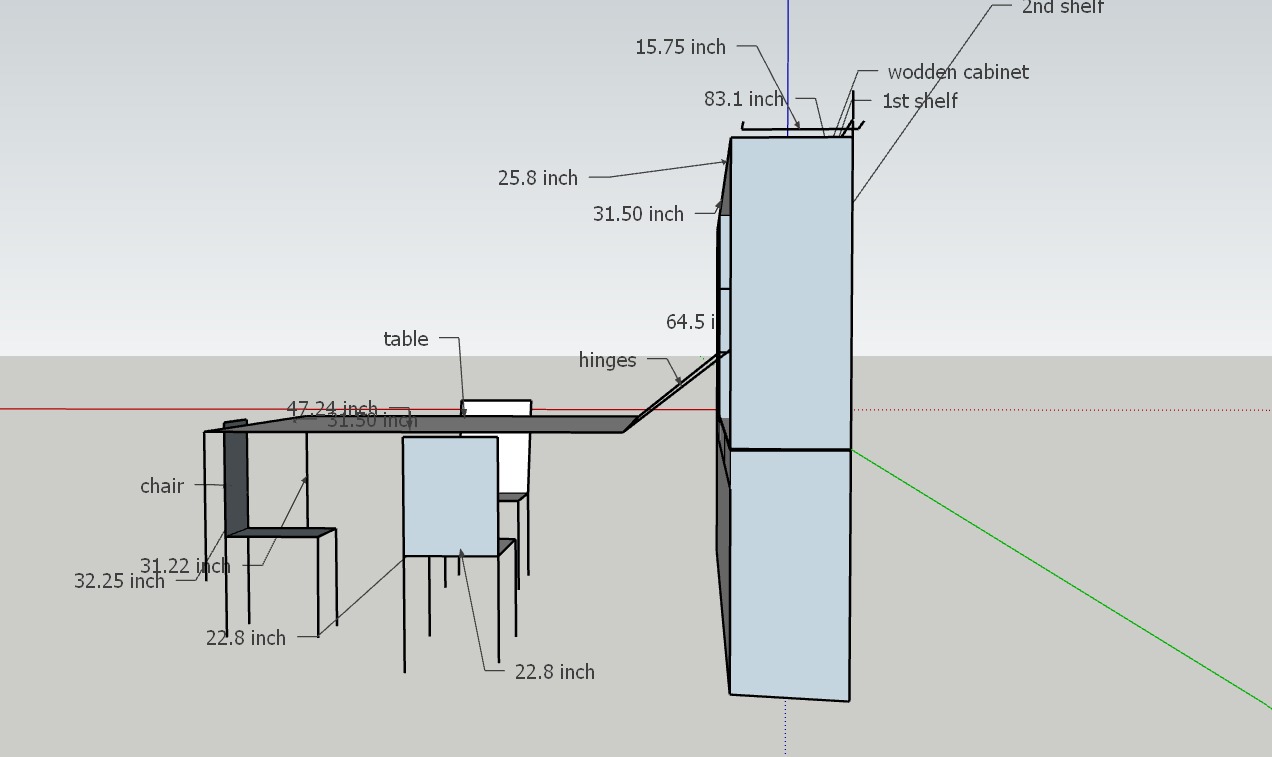 2nd shelf
15.75 inch
wodden cabinet
83.1 inch
1st shelf
25.8 inch
31.50 inch
64.5 i
table
hinges
47.24 inch
31.50 inch
chair
31.22 inch
32.25 inch
22.8 inch
22.8 inch